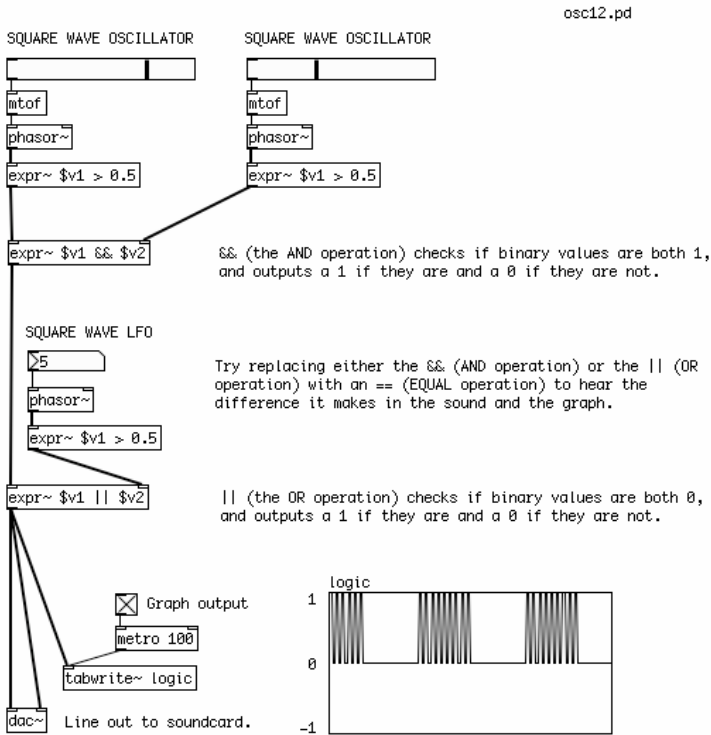 osc12.pd
SQUARE WAVE OSCILLATOR
SQUARE WAVE OSCILLATOR
mtof
mtof
phasor~
phasor~
expr~ $v1 > 0.5
expr~ $v1 > 0.5
expr~ $v1 && $v2
&& (the AND operation) checks if binary values are both 1,
and outputs a 1 if they are and a 0 if they are not.
SQUARE WAVE LFO
5
phasor~
expr~ $v1 > 0.5
Try replacing either the && (AND operation) or the || (OR
operation) with an == (EQUAL operation) to hear the
difference it makes in the sound and the graph.
expr~ $v1 || $v2
|| (the OR operation) checks if binary values are both 0,
and outputs a 1 if they are and a 0 if they are not.
Graph output
metro 100
tabwrite~ logic
dac~
Line out to soundcard.
logic
1
0
-1